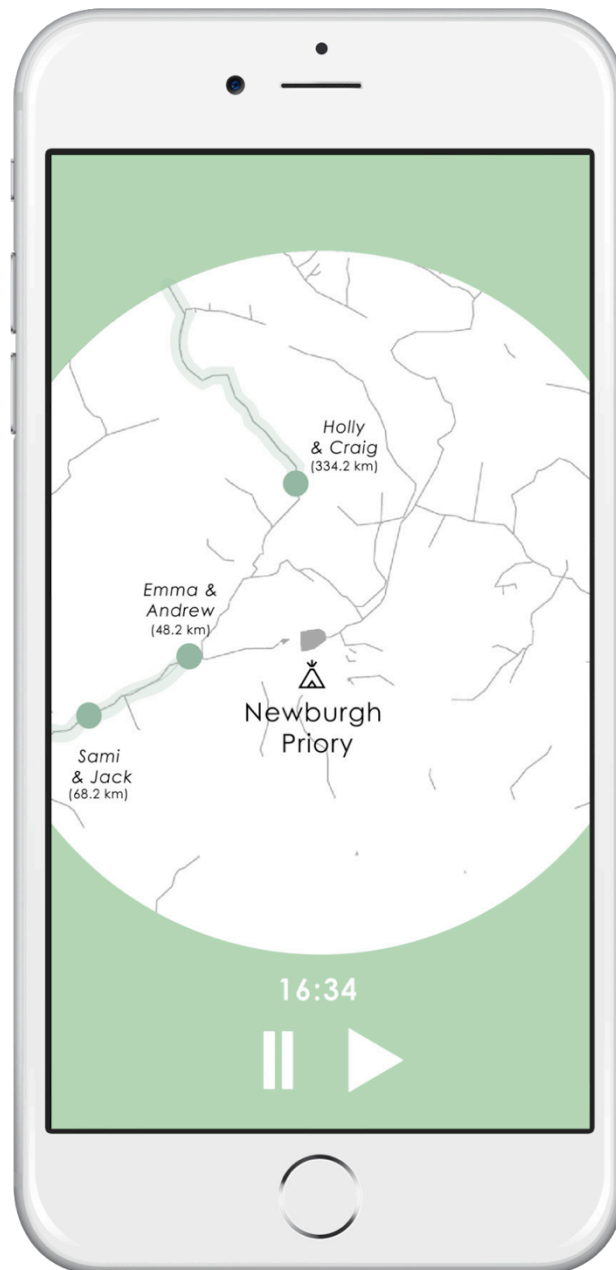 Holly
& Craig
(334.2 km)
Emma &
Andrew
(48.2 km)
Newburgh
Priory
Sami
& Jack
(68.2 km)
16:34